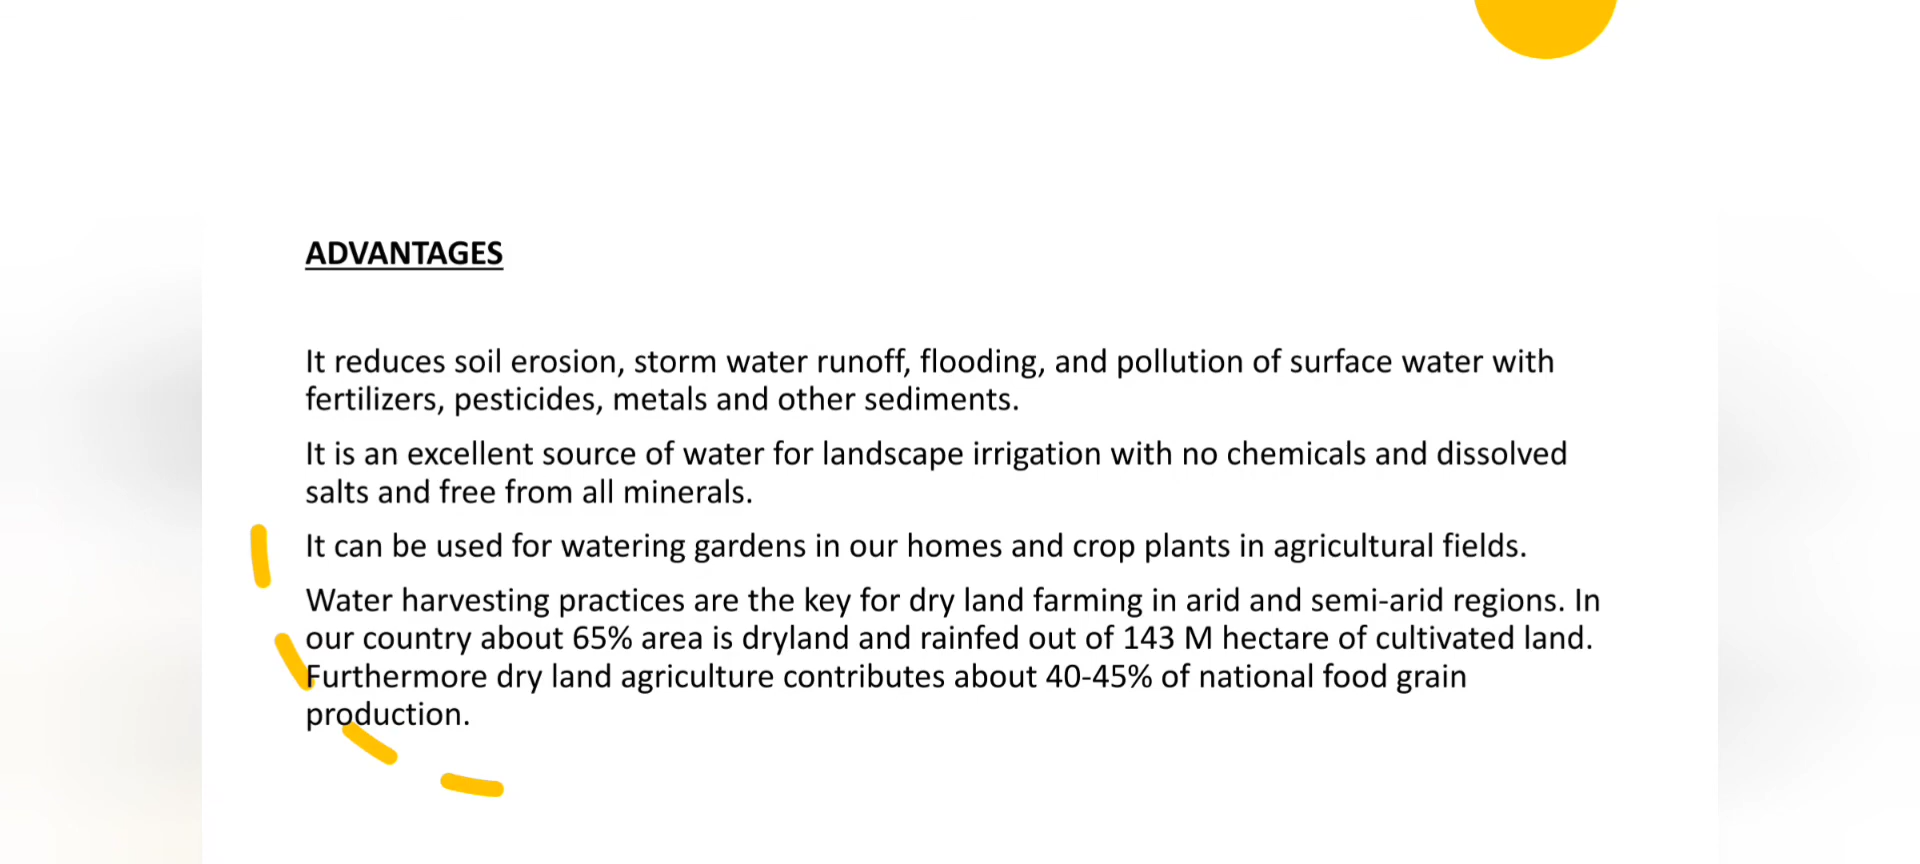 ADVANTAGES
It reduces soil erosion, storm water runoff, flooding, and pollution of surface water with
fertilizers, pesticides, metals and other sediments.
It is an excellent source of water for landscape irrigation with no chemicals and dissolved
salts and free from all minerals.
It can be used for watering gardens in our homes and crop plants in agricultural fields.
Water harvesting practices are the key for dry land farming in arid and semi-arid regions. In
our country about 65% area is dryland and rainfed out of 143 M hectare of cultivated land.
Furthermore dry land agriculture contributes about 40-45% of national food grain
production.